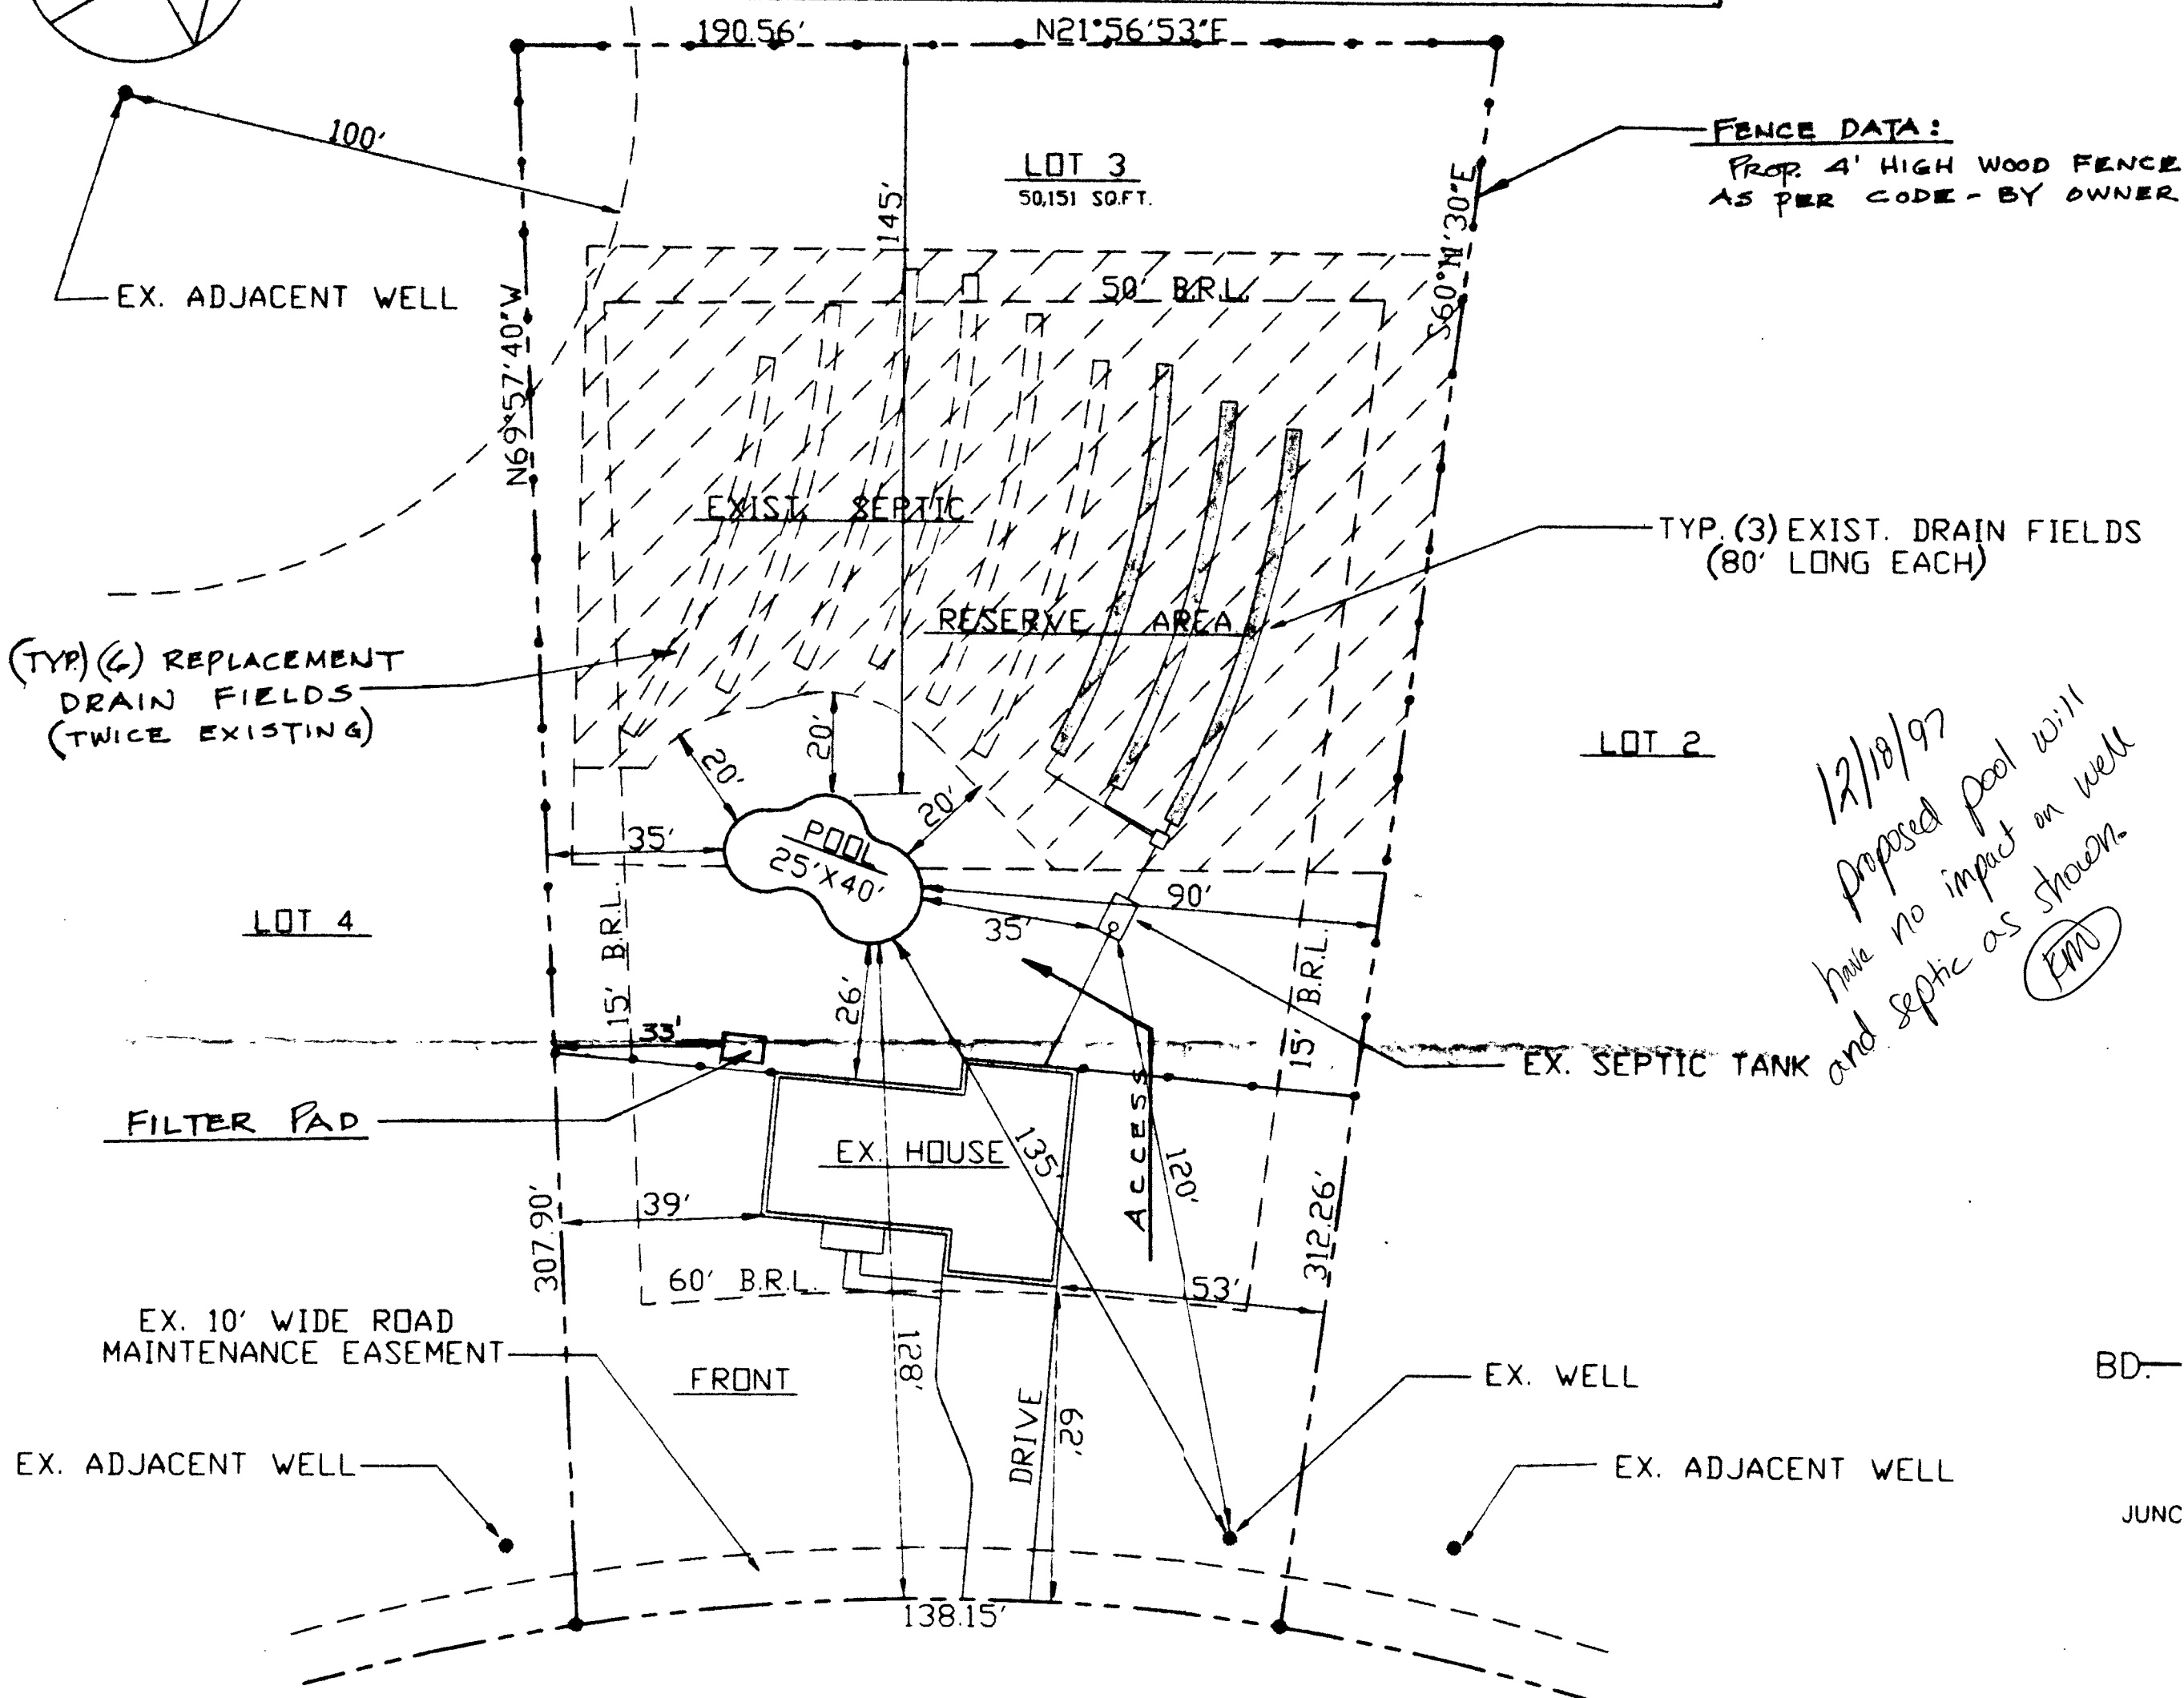 190.56'
N21°56'53"E
100'
FENCE DATA:
PROP. 4' HIGH WOOD FENCE
AS PER CODE - BY OWNER
LOT 3
50,151 SQ.FT.
145'
S60°11'30"E
EX. ADJACENT WELL
50' B.R.L.
N69°57'40"W
EXIST. SEPTIC
TYP. (3) EXIST. DRAIN FIELDS
(80' LONG EACH)
RESERVE AREA
(TYP.) (6) REPLACEMENT
DRAIN FIELDS
(TWICE EXISTING)
20'
20'
20'
LOT 2
12/18/97
proposed pool will
have no impact on well
and septic as shown.
35'
POOL
25'X40'
90'
35'
LOT 4
15' B.R.L.
26'
15' B.R.L.
33'
EX. SEPTIC TANK
FILTER PAD
EX. HOUSE
135'
ACCESS
120'
39'
307.90'
312.26'
60' B.R.L.
53'
EX. 10' WIDE ROAD
MAINTENANCE EASEMENT
128'
FRONT
DRIVE
62'
EX. WELL
BD.
EX. ADJACENT WELL
EX. ADJACENT WELL
JUNC
138.15'